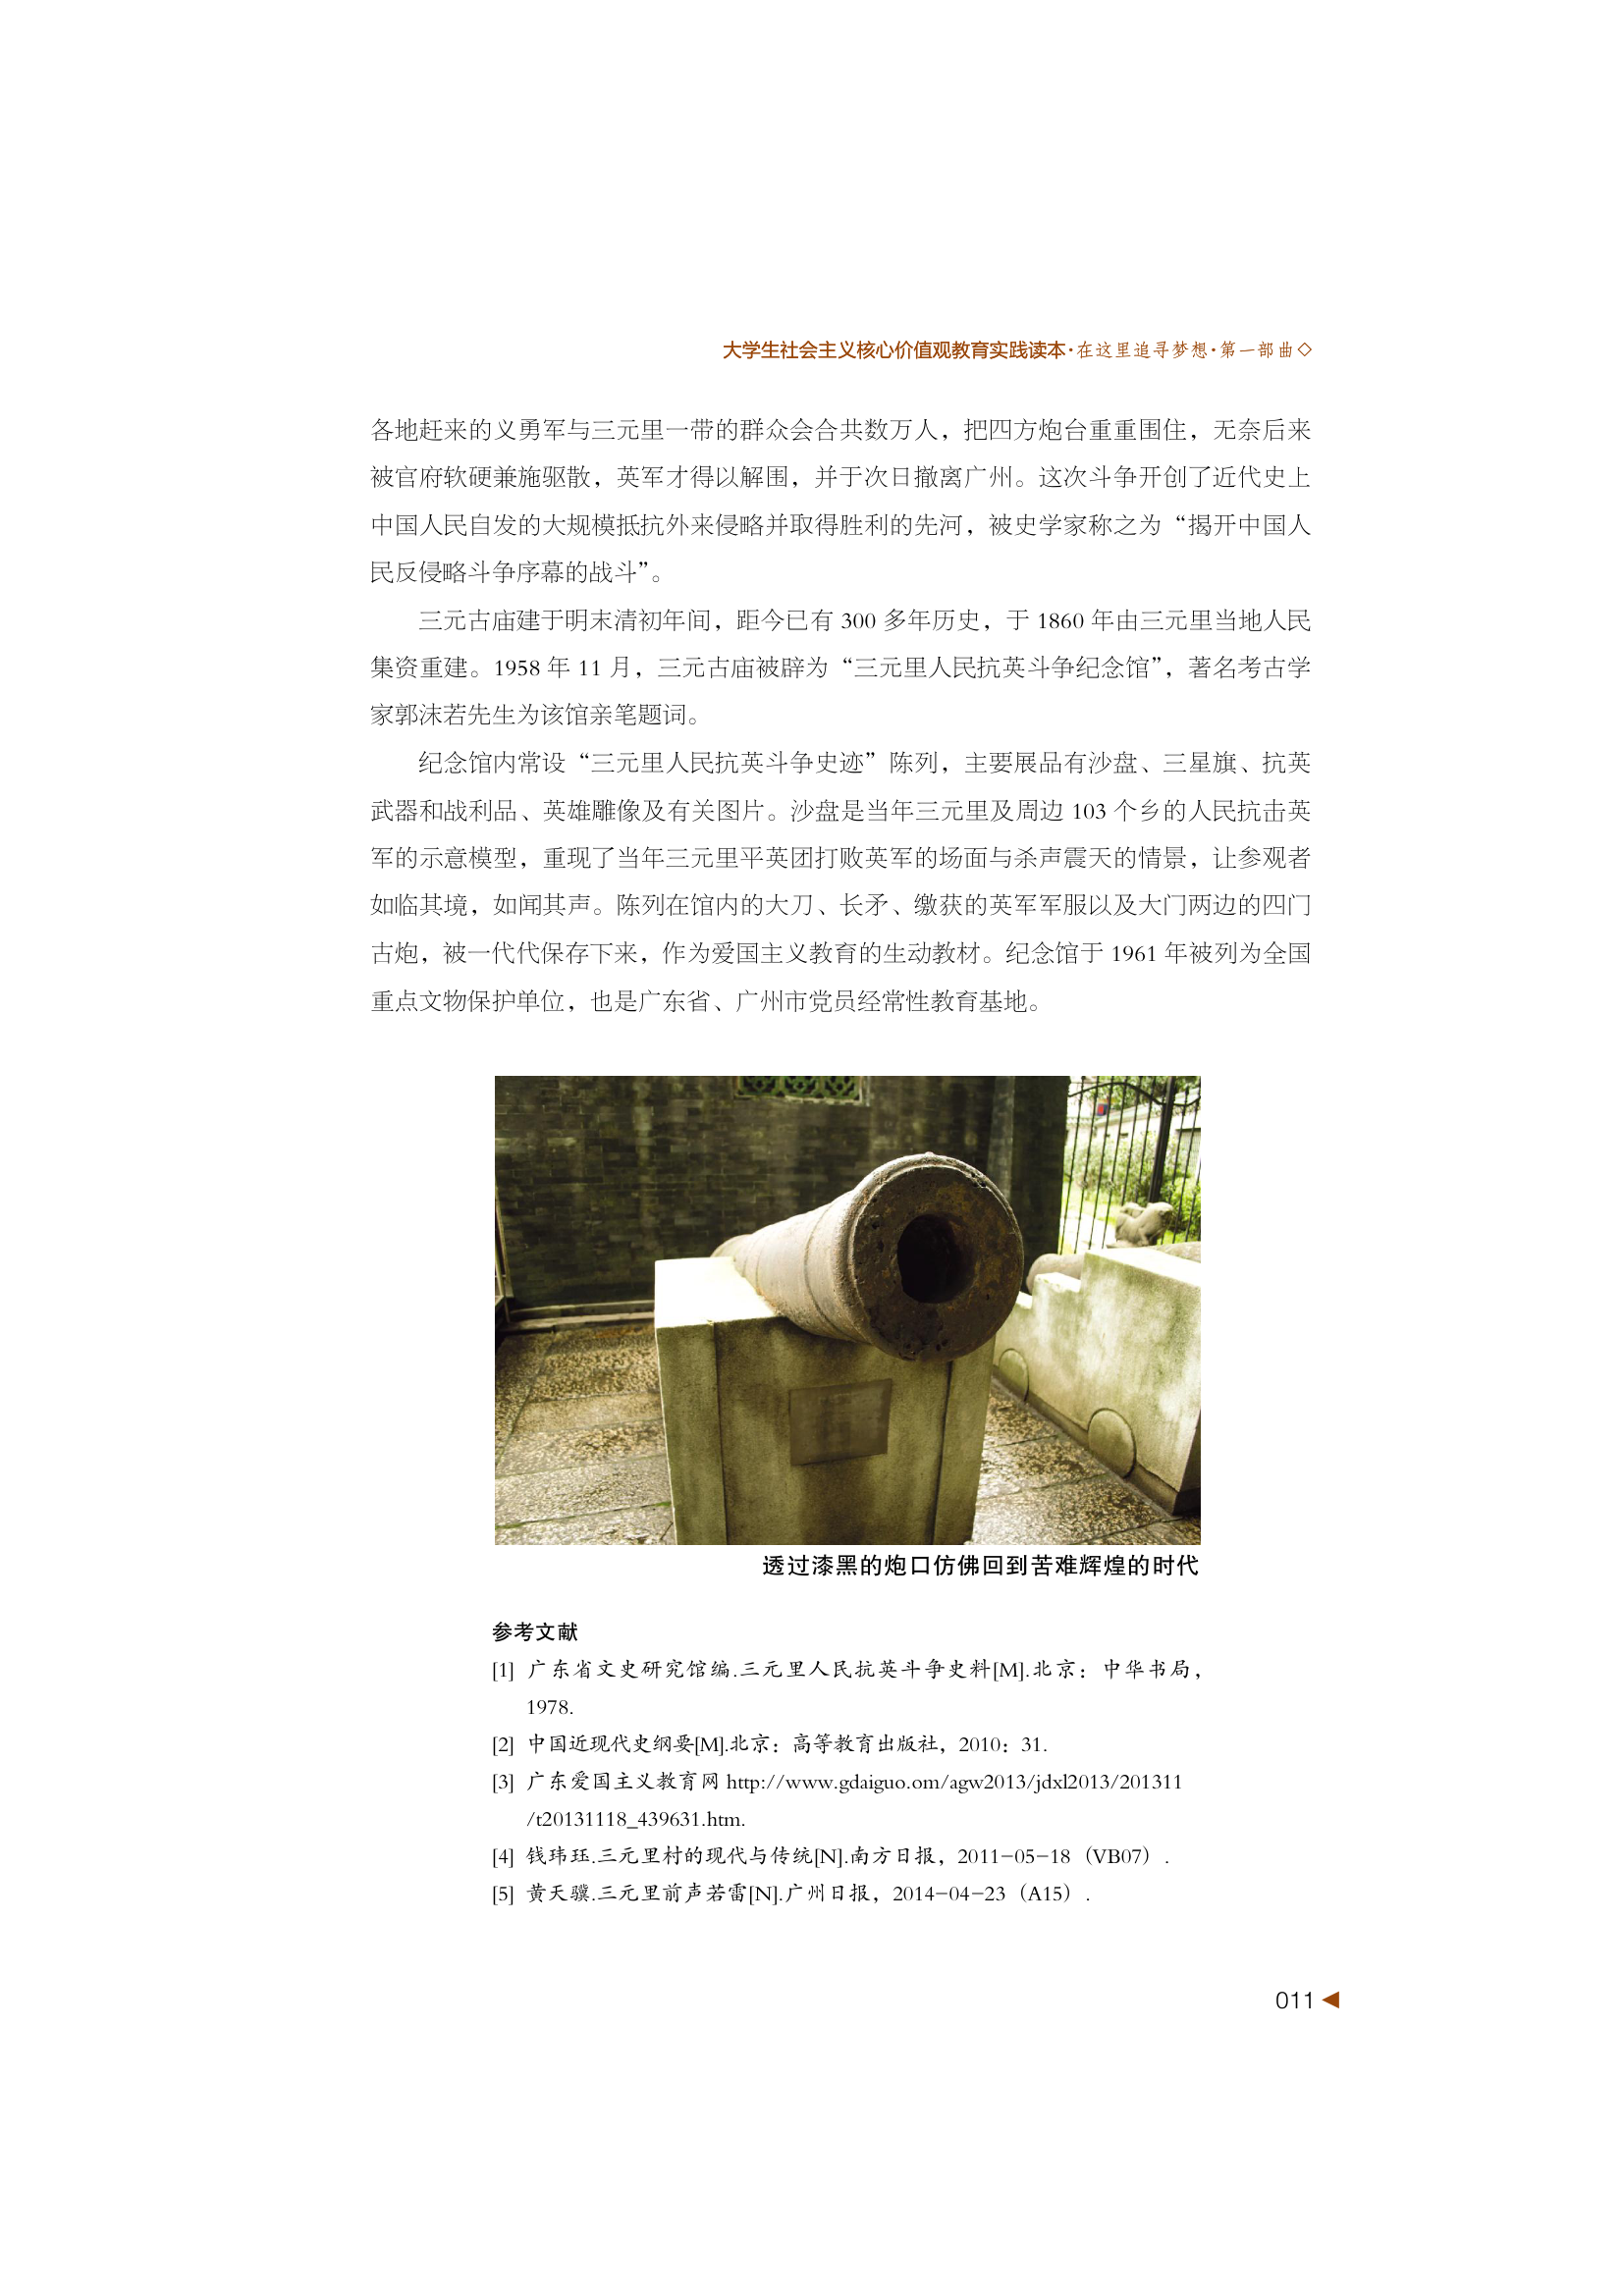 大学生社会主义核心价值观教育实践读本·在这里追寻梦想·第一部曲◇
各地赶来的义勇军与三元里一带的群众会合共数万人，把四方炮台重重围住，无奈后来
被官府软硬兼施驱散，英军才得以解围，并于次日撤离广州。这次斗争开创了近代史上
中国人民自发的大规模抵抗外来侵略并取得胜利的先河，被史学家称之为“揭开中国人
民反侵略斗争序幕的战斗”。
三元古庙建于明末清初年间，距今已有 300 多年历史，于 1860 年由三元里当地人民
集资重建。1958 年 11 月，三元古庙被辟为“三元里人民抗英斗争纪念馆”，著名考古学
家郭沫若先生为该馆亲笔题词。
纪念馆内常设“三元里人民抗英斗争史迹”陈列，主要展品有沙盘、三星旗、抗英
武器和战利品、英雄雕像及有关图片。沙盘是当年三元里及周边 103 个乡的人民抗击英
军的示意模型，重现了当年三元里平英团打败英军的场面与杀声震天的情景，让参观者
如临其境，如闻其声。陈列在馆内的大刀、长矛、缴获的英军军服以及大门两边的四门
古炮，被一代代保存下来，作为爱国主义教育的生动教材。纪念馆于 1961 年被列为全国
重点文物保护单位，也是广东省、广州市党员经常性教育基地。
透过漆黑的炮口仿佛回到苦难辉煌的时代
参考文献
[1] 广东省文史研究馆编.三元里人民抗英斗争史料[M].北京：中华书局，
1978.
[2] 中国近现代史纲要[M].北京：高等教育出版社，2010：31.
[3] 广东爱国主义教育网 http://www.gdaiguo.om/agw2013/jdxl2013/201311
/t20131118_439631.htm.
[4] 钱玮珏.三元里村的现代与传统[N].南方日报，2011-05-18（VB07）.
[5] 黄天骥.三元里前声若雷[N].广州日报，2014-04-23（A15）.
011